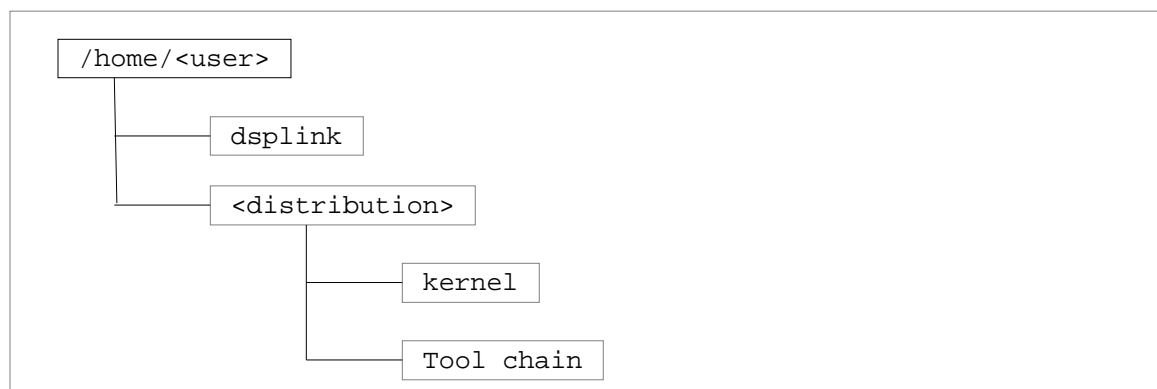 /home/<user>
dsplink
<distribution>
kernel
Tool chain